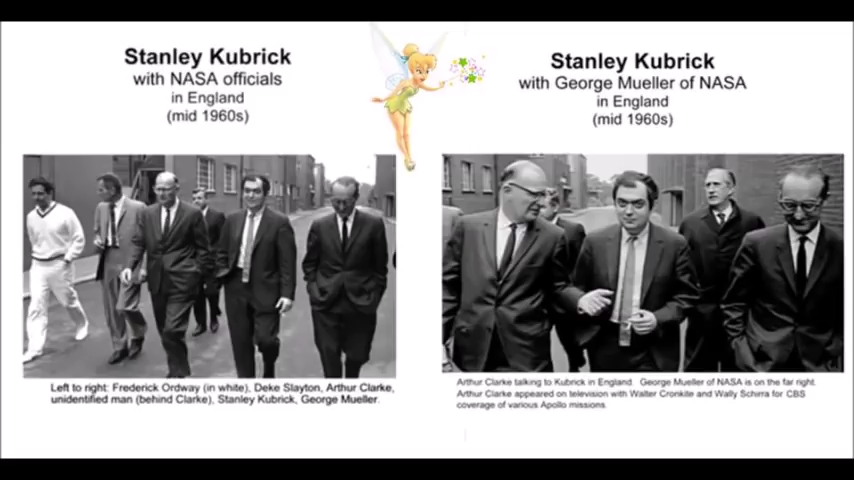 Stanley Kubrick
with NASA officials
in England
(mid 1960s)
Left to right: Frederick Ordway (in white), Deke Slayton, Arthur Clarke,
unidentified man (behind Clarke), Stanley Kubrick, George Mueller.
Stanley Kubrick
with George Mueller of NASA
in England
(mid 1960s)
Arthur Clarke talking to Kubrick in England. George Mueller of NASA is on the far right.
Arthur Clarke appeared on television with Walter Cronkite and Wally Schirra for CBS
coverage of various Apollo missions.